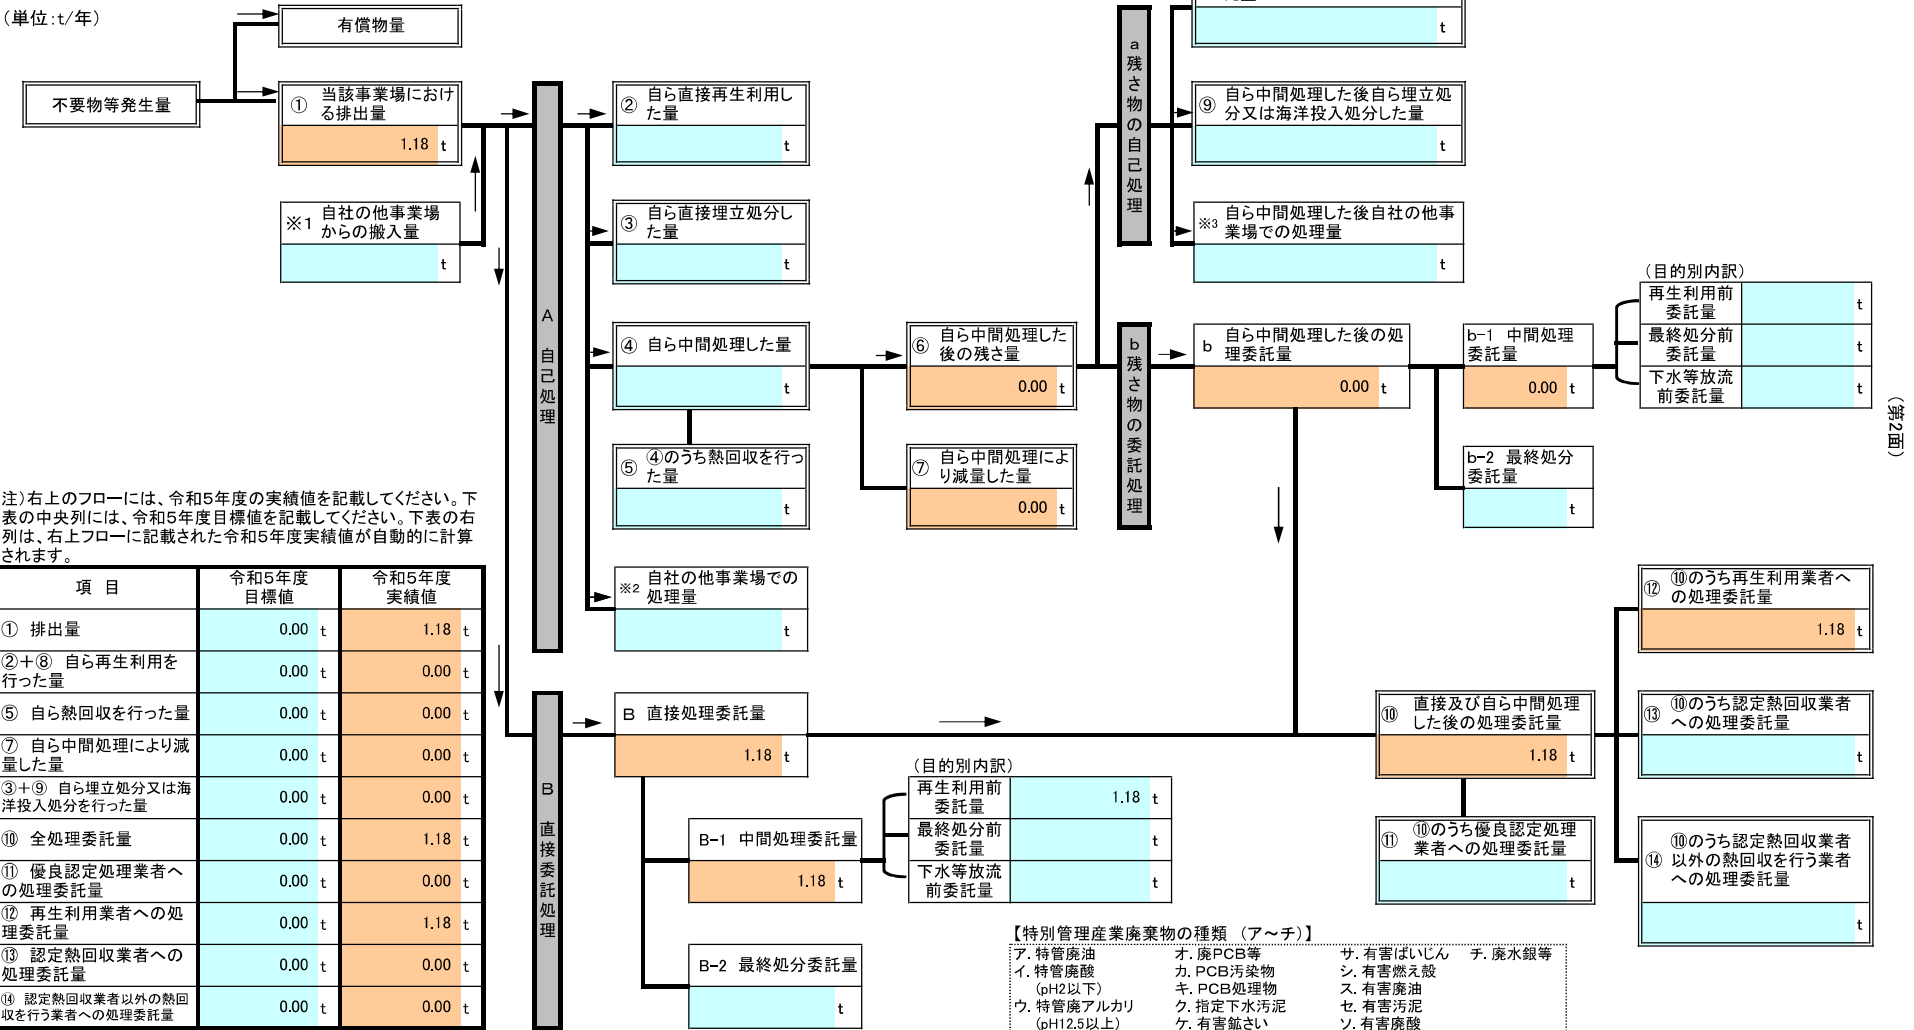 （単位:t/年）
有償物量
不要物等発生量
① 当該事業場におけ
る排出量
1.18 t
※1 自社の他事業場
からの搬入量
t
A 自己処理
② 自ら直接再生利用し
た量
t
③ 自ら直接埋立処分し
た量
t
④ 自ら中間処理した量
t
⑤ ④のうち熱回収を行っ
た量
t
※2 自社の他事業場での
処理量
t
⑥ 自ら中間処理した
後の残さ量
0.00 t
⑦ 自ら中間処理によ
り減量した量
0.00 t
a 残さ物の自己処理
t
⑨ 自ら中間処理した後自ら埋立処
分又は海洋投入処分した量
t
※3 自ら中間処理した後自社の他事
業場での処理量
t
b 残さ物の委託処理
b 自ら中間処理した後の処
理委託量
0.00 t
b-1 中間処理
委託量
0.00 t
b-2 最終処分
委託量
t
（目的別内訳）
再生利用前
委託量 t
最終処分前
委託量 t
下水等放流
前委託量 t
（第2面）
注）右上のフローには、令和5年度の実績値を記載してください。下
表の中央列には、令和5年度目標値を記載してください。下表の右
列は、右上フローに記載された令和5年度実績値が自動的に計算
されます。
項 目 令和5年度
目標値 令和5年度
実績値
① 排出量 0.00 t 1.18 t
②＋⑧ 自ら再生利用を
行った量 0.00 t 0.00 t
⑤ 自ら熱回収を行った量 0.00 t 0.00 t
⑦ 自ら中間処理により減
量した量 0.00 t 0.00 t
③＋⑨ 自ら埋立処分又は海
洋投入処分を行った量 0.00 t 0.00 t
⑩ 全処理委託量 0.00 t 1.18 t
⑪ 優良認定処理業者へ
の処理委託量 0.00 t 0.00 t
⑫ 再生利用業者への処
理委託量 0.00 t 1.18 t
⑬ 認定熱回収業者への
処理委託量 0.00 t 0.00 t
⑭ 認定熱回収業者以外の熱回
収を行う業者への処理委託量 0.00 t 0.00 t
B 直接委託処理
B 直接処理委託量
1.18 t
B-1 中間処理委託量
1.18 t
B-2 最終処分委託量
t
（目的別内訳）
再生利用前
委託量 1.18 t
最終処分前
委託量 t
下水等放流
前委託量 t
⑩ 直接及び自ら中間処理
した後の処理委託量
1.18 t
⑪ ⑩のうち優良認定処理
業者への処理委託量
t
⑫ ⑩のうち再生利用業者へ
の処理委託量
1.18 t
⑬ ⑩のうち認定熱回収業者
への処理委託量
t
⑭ ⑩のうち認定熱回収業者
以外の熱回収を行う業者
への処理委託量
t
【特別管理産業廃棄物の種類 （ア～チ）】
ア. 特管廃油 オ. 廃PCB等 サ. 有害ばいじん チ. 廃水銀等
イ. 特管廃酸 カ. PCB汚染物 シ. 有害燃え殻
（pH2以下） キ. PCB処理物 ス. 有害廃油
ウ. 特管廃アルカリ ク. 指定下水汚泥 セ. 有害汚泥
（pH12.5以上） ケ. 有害鉱さい ソ. 有害廃酸